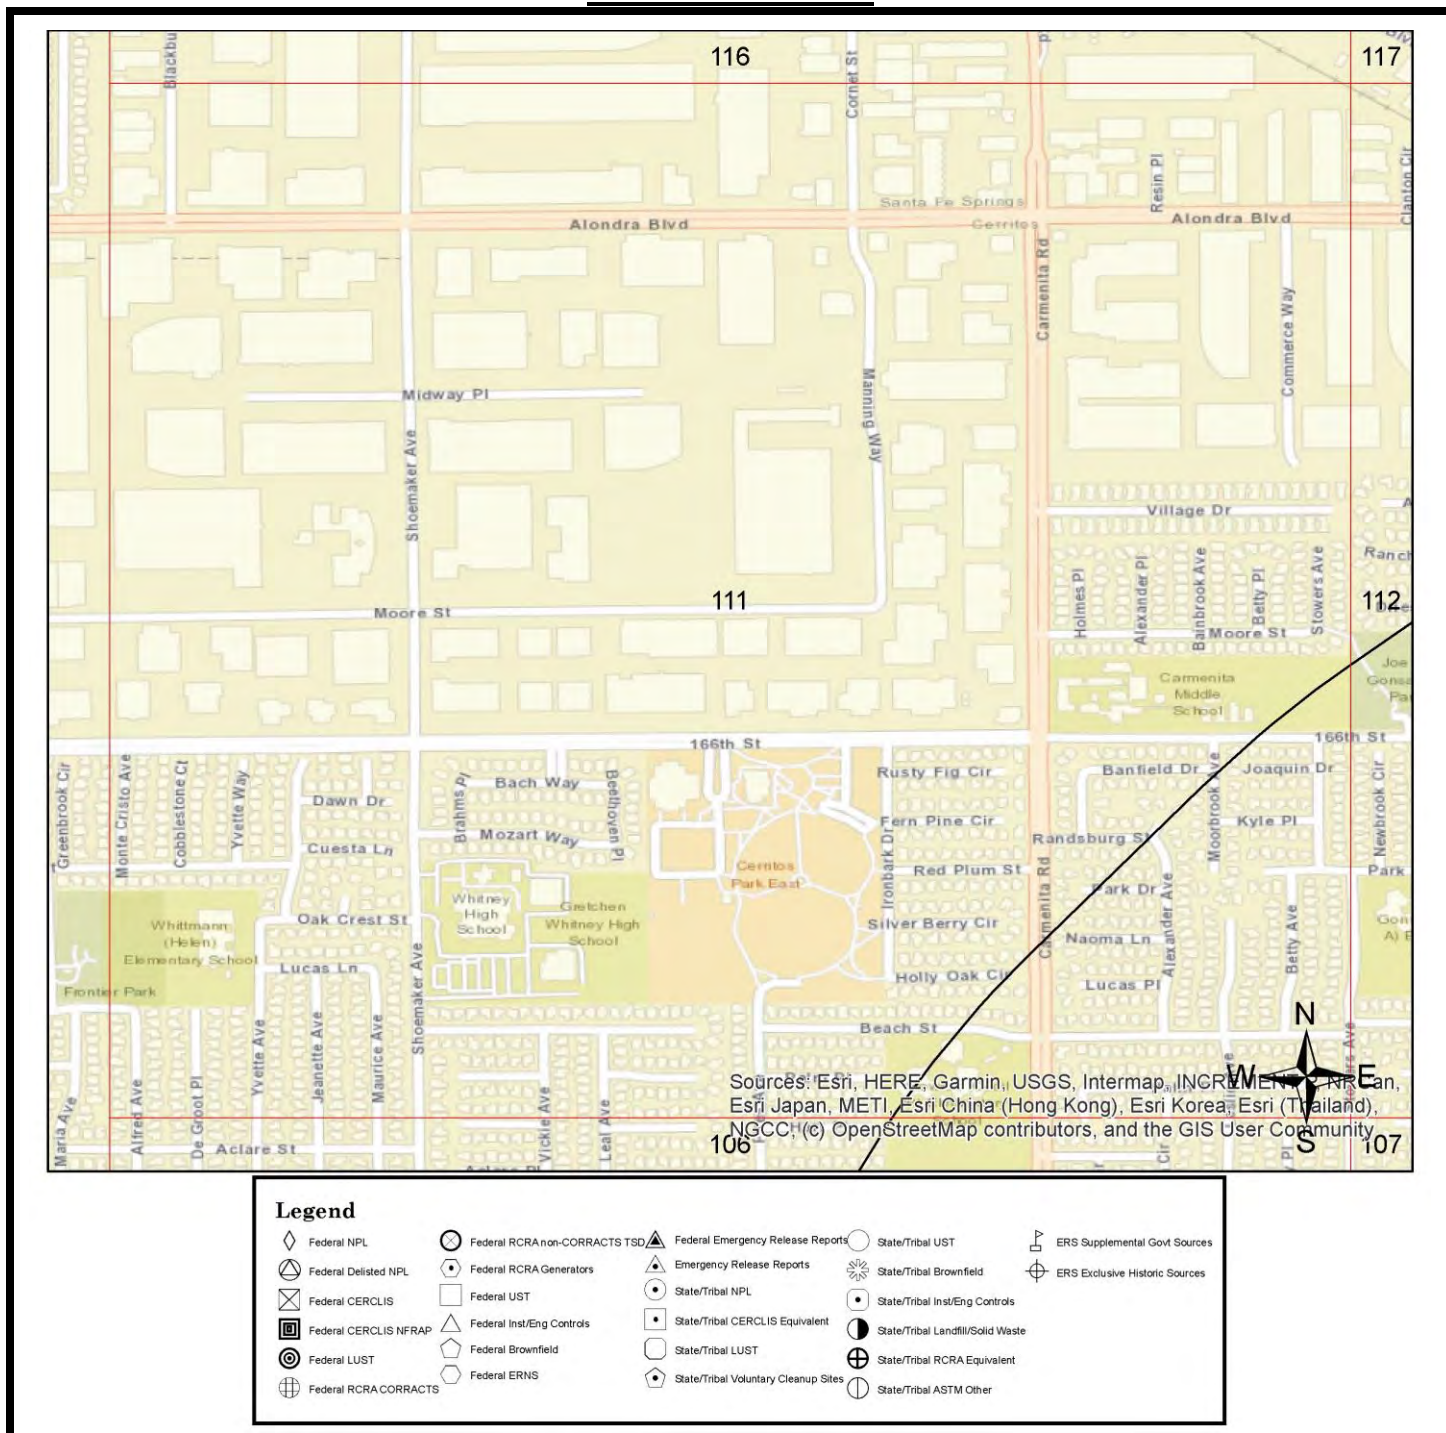 116
117
Blackbu
Cornet St
Resin Pl
Clanton Cir
Santa Fe Springs
Cerritos
Alondra Blvd
Alondra Blvd
Carmenita Rd
Commerce Way
Midway Pl
Manning Way
Shoemaker Ave
Village Dr
Ranch
Holmes Pl
Alexander Pl
Bainbrook Ave
Betty Pl
Stowers Ave
111
112
Moore St
Moore St
Carmenita
Middle
School
Joe
Gonsa
Pa
166th St
166th St
Greenbrook Cir
Monte Cristo Ave
Cobblestone Ct
Yvette Way
Dawn Dr
Cuesta Ln
Brahms Pl
Bach Way
Mozart Way
Beethoven Pl
Rusty Fig Cir
Fern Pine Cir
Ironbark Dr
Red Plum St
Silver Berry Cir
Holly Oak Cir
Carmenita Rd
Banfield Dr
Joaquin Dr
Moorbrook Ave
Kyle Pl
Randsburg St
Newbrook Cir
Park
Park Dr
Naoma Ln
Alexander Ave
Lucas Pl
Betty Ave
Gon
A) E
Cerritos
Park East
Whitney
High
School
Gretchen
Whitney High
School
Oak Crest St
Whittmann
(Helen)
Elementary School
Lucas Ln
Frontier Park
Shoemaker Ave
Beach St
Maria Ave
Alfred Ave
De Groot Pl
Yvette Ave
Jeanette Ave
Maurice Ave
Aclare St
Aclare Pl
Vickie Ave
Leal Ave
N
W
E
S
Sources: Esri, HERE, Garmin, USGS, Intermap, INCREMENT P, NRCan,
Esri Japan, METI, Esri China (Hong Kong), Esri Korea, Esri (Thailand),
NGCC, (c) OpenStreetMap contributors, and the GIS User Community
106
107
Legend
Federal NPL
Federal Delisted NPL
Federal CERCLIS
Federal CERCLIS NFRAP
Federal LUST
Federal RCRA CORRACTS
Federal RCRA non-CORRACTS TSD
Federal RCRA Generators
Federal UST
Federal Inst/Eng Controls
Federal Brownfield
Federal ERNS
Federal Emergency Release Reports
Emergency Release Reports
State/Tribal NPL
State/Tribal CERCLIS Equivalent
State/Tribal LUST
State/Tribal Voluntary Cleanup Sites
State/Tribal UST
State/Tribal Brownfield
State/Tribal Inst/Eng Controls
State/Tribal Landfill/Solid Waste
State/Tribal RCRA Equivalent
State/Tribal ASTM Other
ERS Supplemental Govt Sources
ERS Exclusive Historic Sources